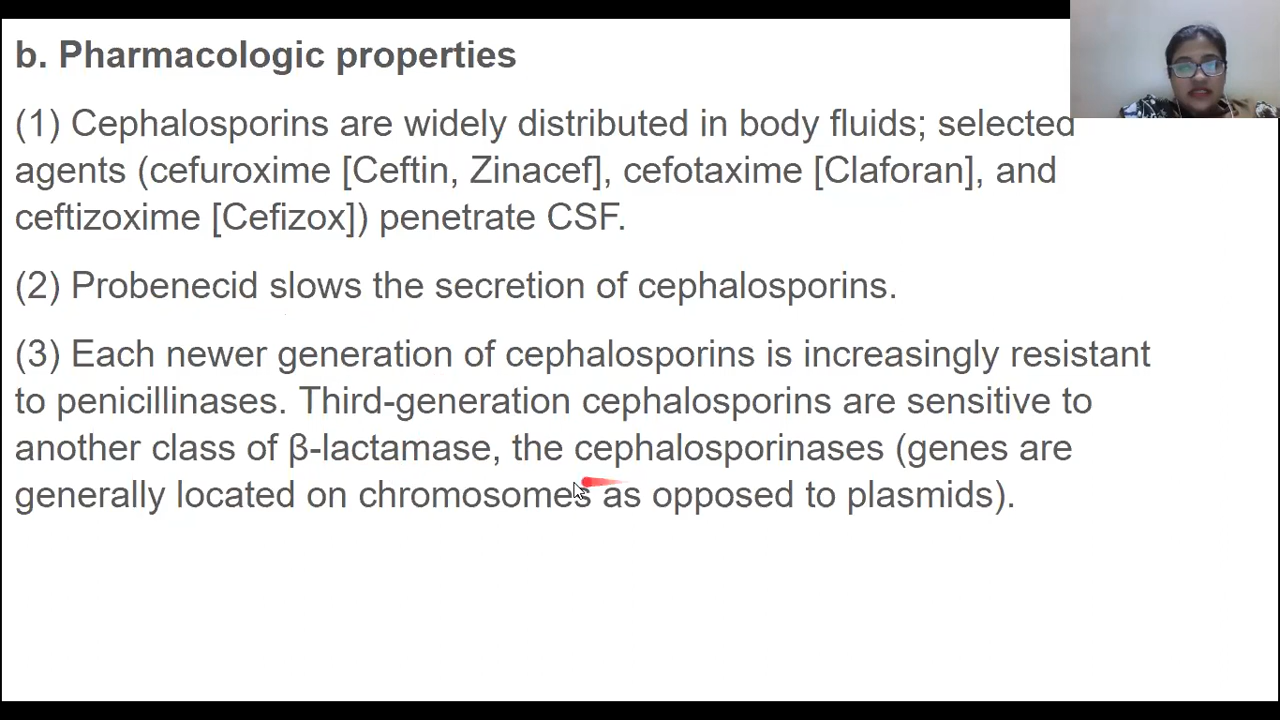 b. Pharmacologic properties
(1) Cephalosporins are widely distributed in body fluids; selected
agents (cefuroxime [Ceftin, Zinacef], cefotaxime [Claforan], and
ceftizoxime [Cefizox]) penetrate CSF.
(2) Probenecid slows the secretion of cephalosporins.
(3) Each newer generation of cephalosporins is increasingly resistant
to penicillinases. Third-generation cephalosporins are sensitive to
another class of β-lactamase, the cephalosporinases (genes are
generally located on chromosomes as opposed to plasmids).